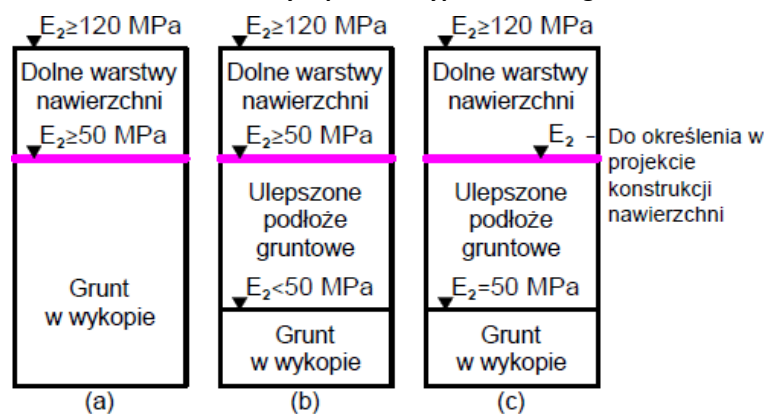 E₂≥120 MPa
Dolne warstwy
nawierzchni
E₂≥50 MPa
Grunt
w wykopie
(a)
E₂≥120 MPa
Dolne warstwy
nawierzchni
E₂≥50 MPa
Ulepszone
podłoże
gruntowe
E₂<50 MPa
Grunt
w wykopie
(b)
E₂≥120 MPa
Dolne warstwy
nawierzchni
E₂ - Do określenia w
projekcie
konstrukcji
nawierzchni
Ulepszone
podłoże
gruntowe
E₂=50 MPa
Grunt
w wykopie
(c)